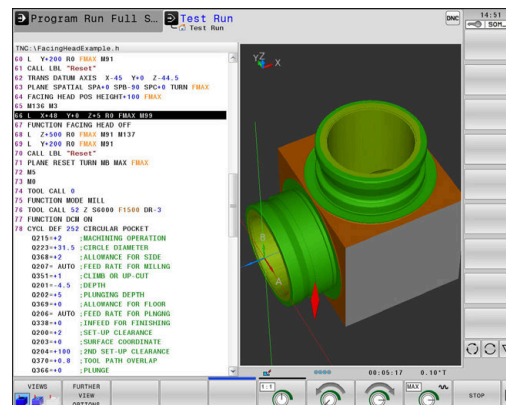 Program Run Full S…
Test Run
Test Run
DNC
14:51
TNC:\FacingHeadExample.h
60 L Y+200 R0 FMAX M91
61 CALL LBL "Reset"
62 TRANS DATUM AXIS X-45 Y+0 Z-44.5
63 PLANE SPATIAL SPA+0 SPB-90 SPC+0 TURN FMAX
64 FACING HEAD POS HEIGHT+100 FMAX
65 M136 M3
66 L X+48 Y+0 Z+5 R0 FMAX M99
67 FUNCTION FACING HEAD OFF
68 L Z+500 R0 FMAX M91 M137
69 L Y+200 R0 FMAX M91
70 CALL LBL "Reset"
71 PLANE RESET TURN MB MAX FMAX
72 M5
73 M0
74 TOOL CALL 0
75 FUNCTION MODE MILL
76 TOOL CALL 52 Z S6000 F1500 DR-3
77 FUNCTION DCM ON
78 CYCL DEF 252 CIRCULAR POCKET
Q215=+2 ;MACHINING OPERATION
Q223=+31.5 ;CIRCLE DIAMETER
Q368=+2 ;ALLOWANCE FOR SIDE
Q207= AUTO ;FEED RATE FOR MILLNG
Q351=+1 ;CLIMB OR UP-CUT
Q201=-4.5 ;DEPTH
Q202=+5 ;PLUNGING DEPTH
Q369=+0 ;ALLOWANCE FOR FLOOR
Q206= AUTO ;FEED RATE FOR PLNGNG
Q338=+0 ;INFEED FOR FINISHING
Q200=+2 ;SET-UP CLEARANCE
Q203=+0 ;SURFACE COORDINATE
Q204=+100 ;2ND SET-UP CLEARANCE
Q370=+0.8 ;TOOL PATH OVERLAP
Q366=+0 ;PLUNGE
Y Z X
B
A
00:05:17 0.10*T
VIEWS
FURTHER
VIEW
OPTIONS
1:1
MAX
STOP